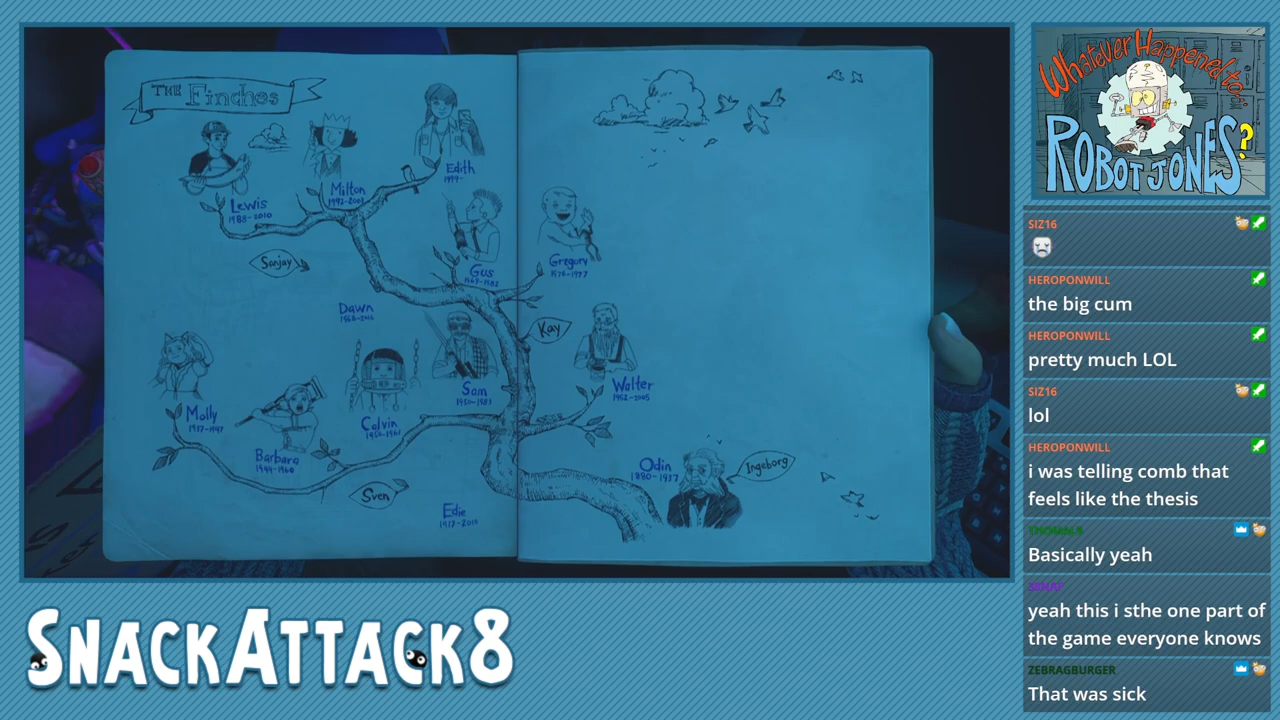 THE Finches
Edith
1999-
Lewis
1988-2010
Milton
Sanjay
Gus
Gregory
Dawn
Kay
Sam
Walter
Molly
Calvin
Barbara
Odin
1880-1937
Ingeborg
Sven
Edie
Whatever Happened to..
ROBOT JONES?
SIZ16
HEROPONWILL
the big cum
HEROPONWILL
pretty much LOL
SIZ16
lol
HEROPONWILL
i was telling comb that
feels like the thesis
Basically yeah
yeah this i sthe one part of
the game everyone knows
ZEBRAGBURGER
That was sick
SNACKATTACK8